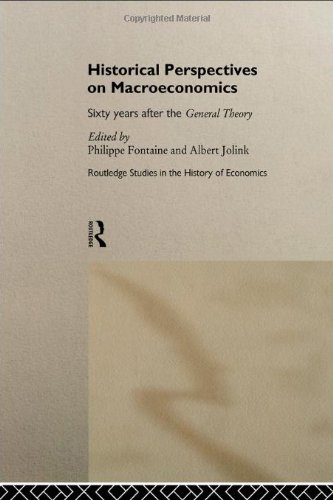 Copyrighted Material
Historical Perspectives
on Macroeconomics
Sixty years after the General Theory
Edited by
Philippe Fontaine and Albert Jolink
Routledge Studies in the History of Economics
R
ROUTLEDGE